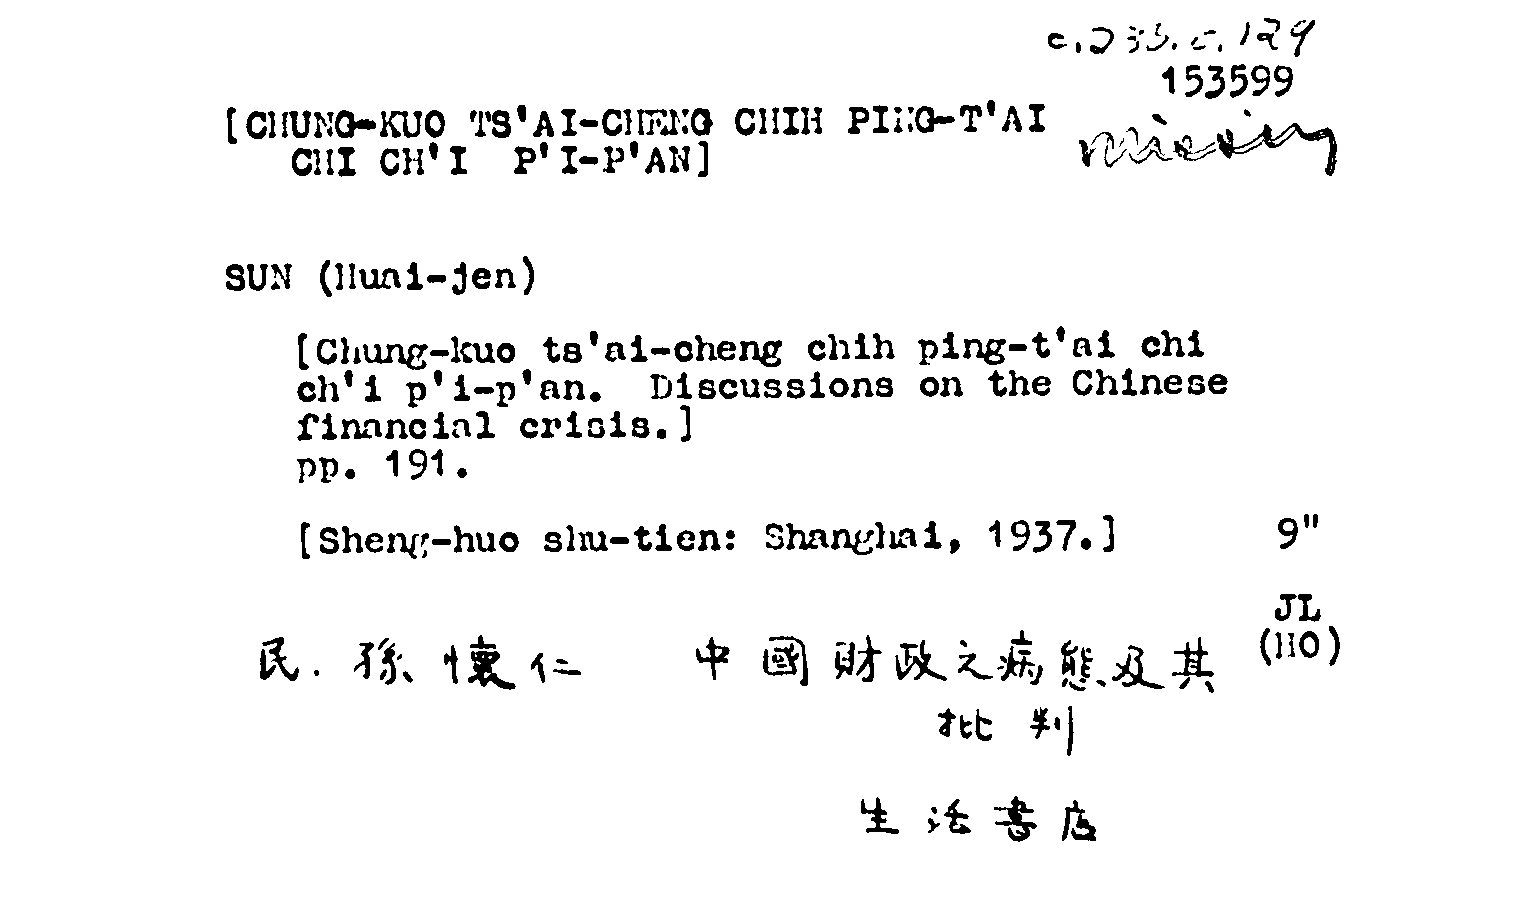 c.233.c.129
153599
[CHUNG-KUO TS'AI-CHENG CHIH PING-T'AI
missing
CHI CH'I P'I-P'AN]
SUN (Huai-jen)
[Chung-kuo ts'ai-cheng chih ping-t'ai chi
ch'i p'i-p'an. Discussions on the Chinese
financial crisis.]
pp. 191.
[Sheng-huo shu-tien: Shanghai, 1937.] 9"
JL
(HO)
民. 孫懷仁 中國財政之病態及其
批判
生活書店